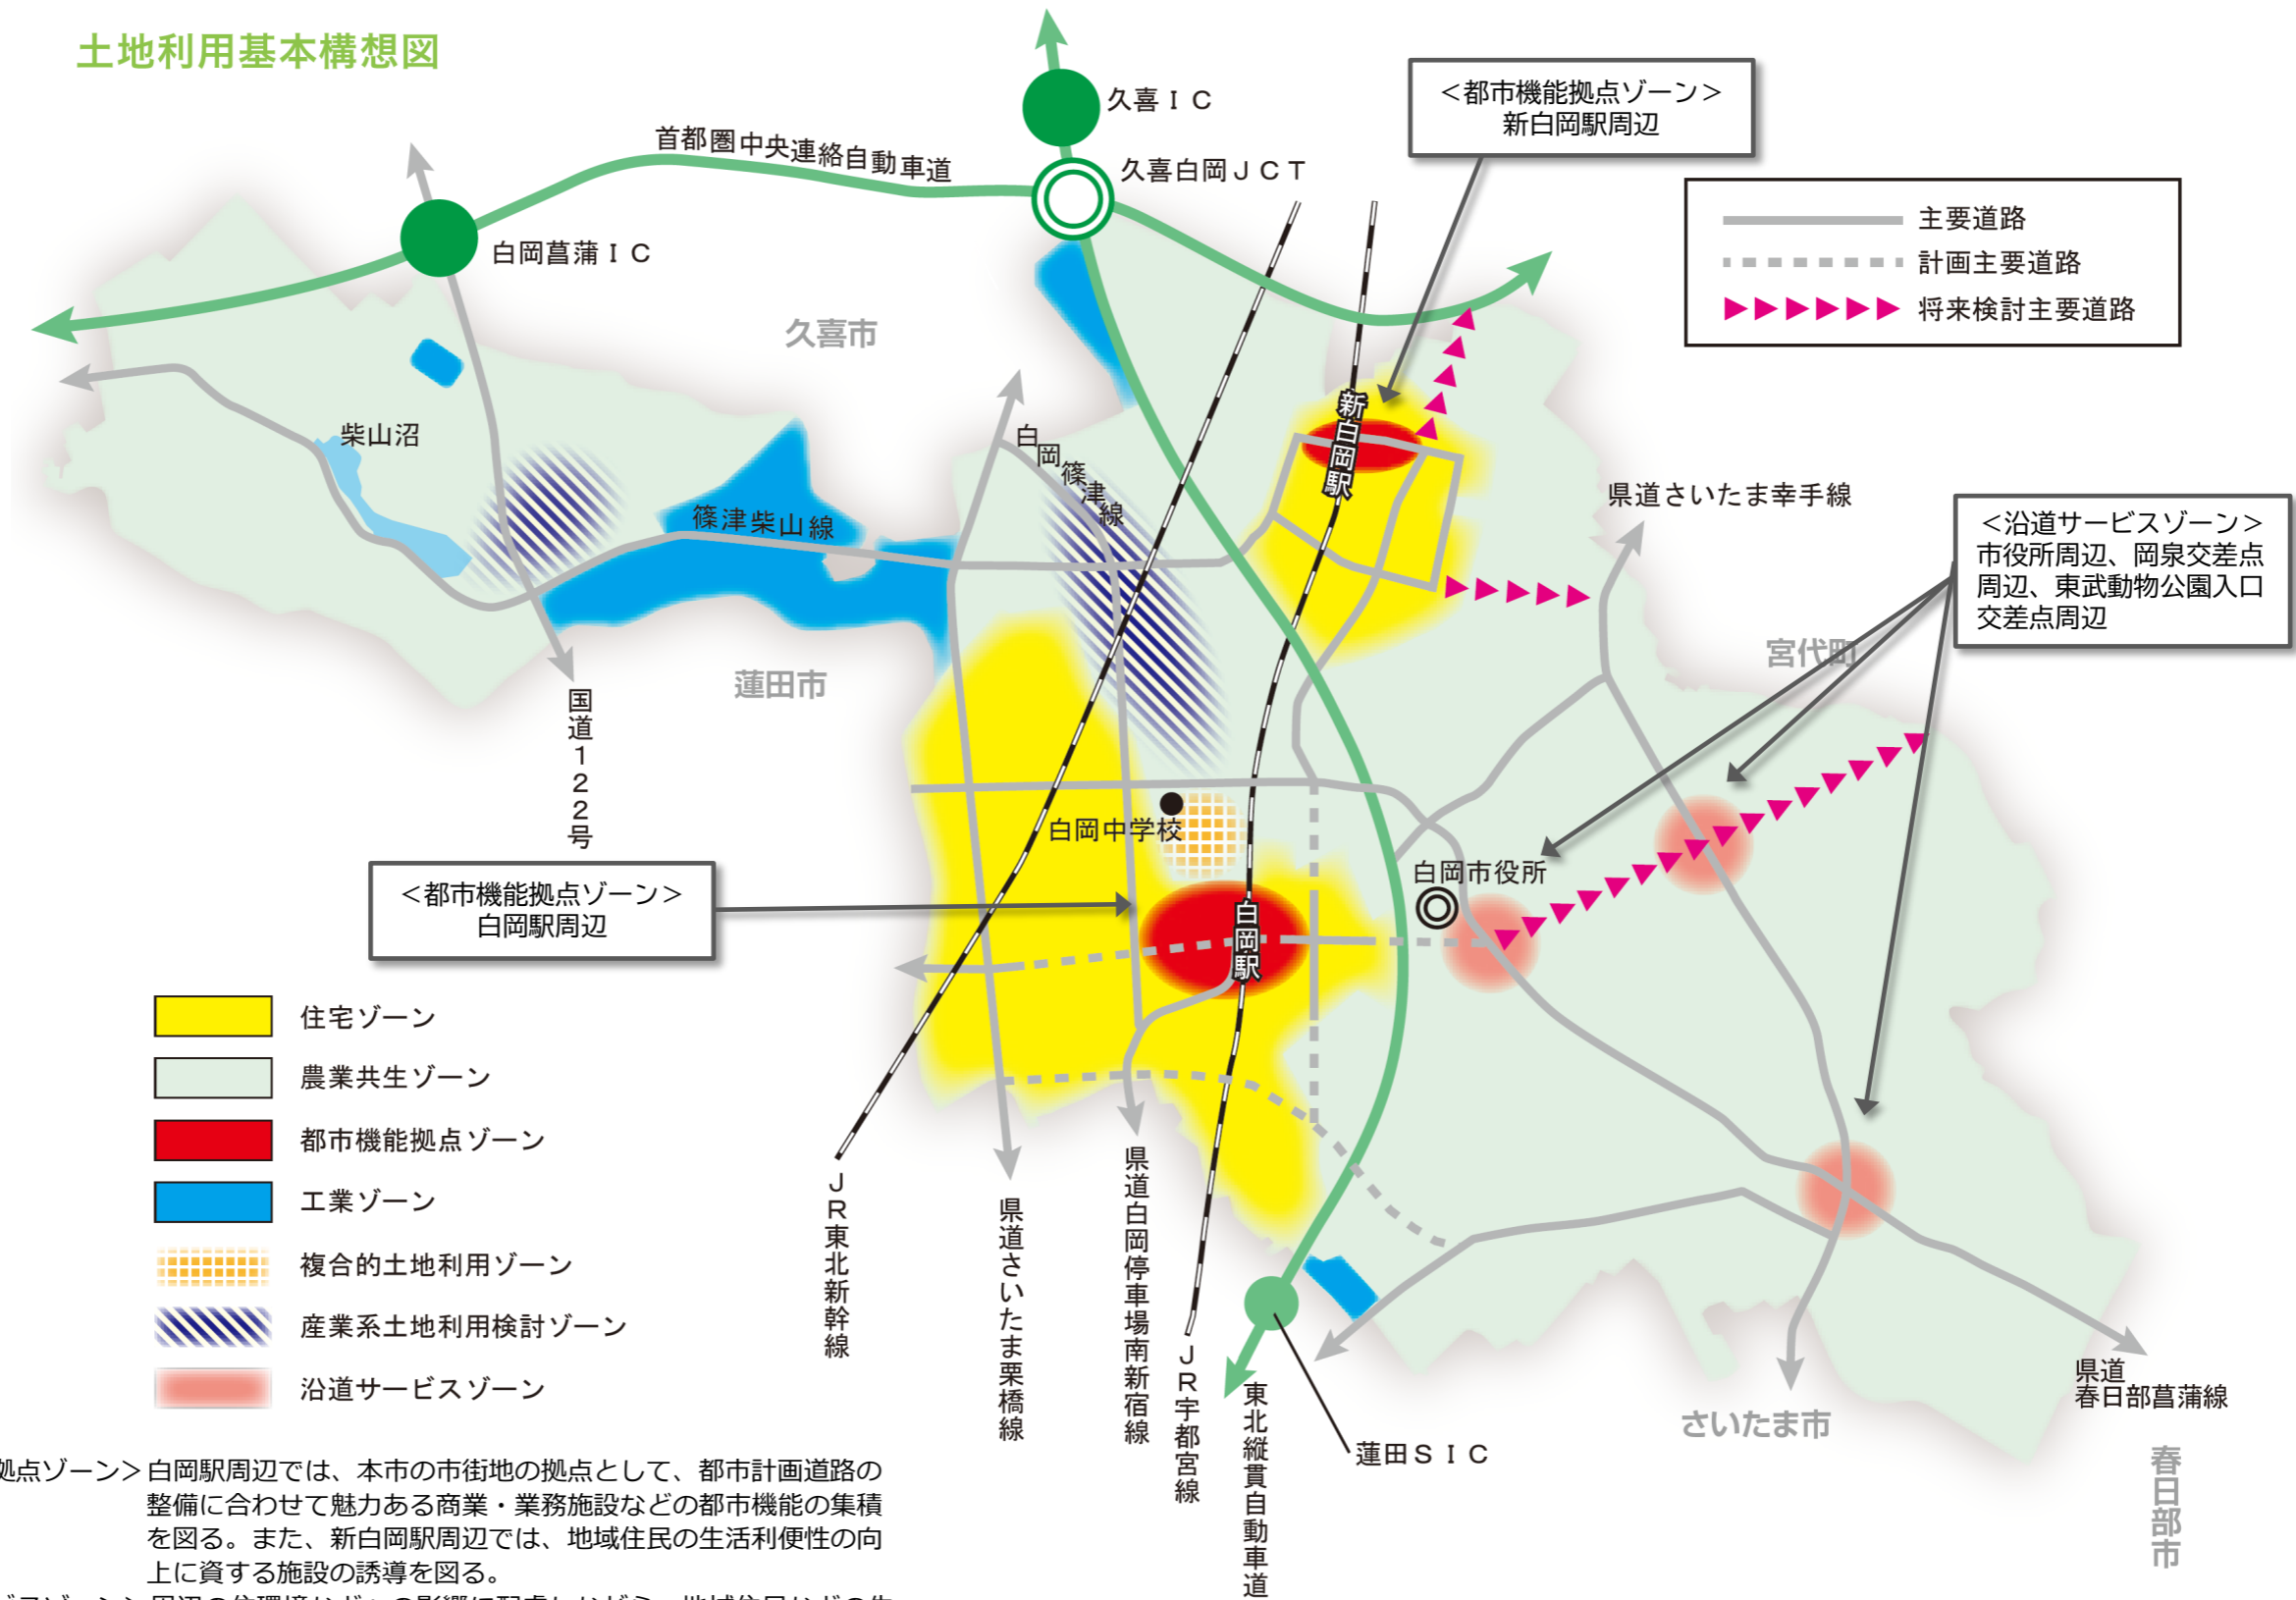 土地利用基本構想図
久喜ＩＣ
＜都市機能拠点ゾーン＞
新白岡駅周辺
首都圏中央連絡自動車道
久喜白岡ＪＣＴ
主要道路
計画主要道路
将来検討主要道路
白岡菖蒲ＩＣ
久喜市
新白岡駅
柴山沼
白岡篠津線
県道さいたま幸手線
篠津柴山線
＜沿道サービスゾーン＞
市役所周辺、岡泉交差点
周辺、東武動物公園入口
交差点周辺
宮代町
蓮田市
国道１２２号
白岡中学校
白岡市役所
＜都市機能拠点ゾーン＞
白岡駅周辺
白岡駅
住宅ゾーン
農業共生ゾーン
都市機能拠点ゾーン
工業ゾーン
複合的土地利用ゾーン
産業系土地利用検討ゾーン
沿道サービスゾーン
ＪＲ東北新幹線
県道さいたま栗橋線
県道白岡停車場南新宿線
ＪＲ宇都宮線
東北縦貫自動車道
蓮田ＳＩＣ
さいたま市
県道
春日部菖蒲線
春日部市
拠点ゾーン＞白岡駅周辺では、本市の市街地の拠点として、都市計画道路の
整備に合わせて魅力ある商業・業務施設などの都市機能の集積
を図る。また、新白岡駅周辺では、地域住民の生活利便性の向
上に資する施設の誘導を図る。